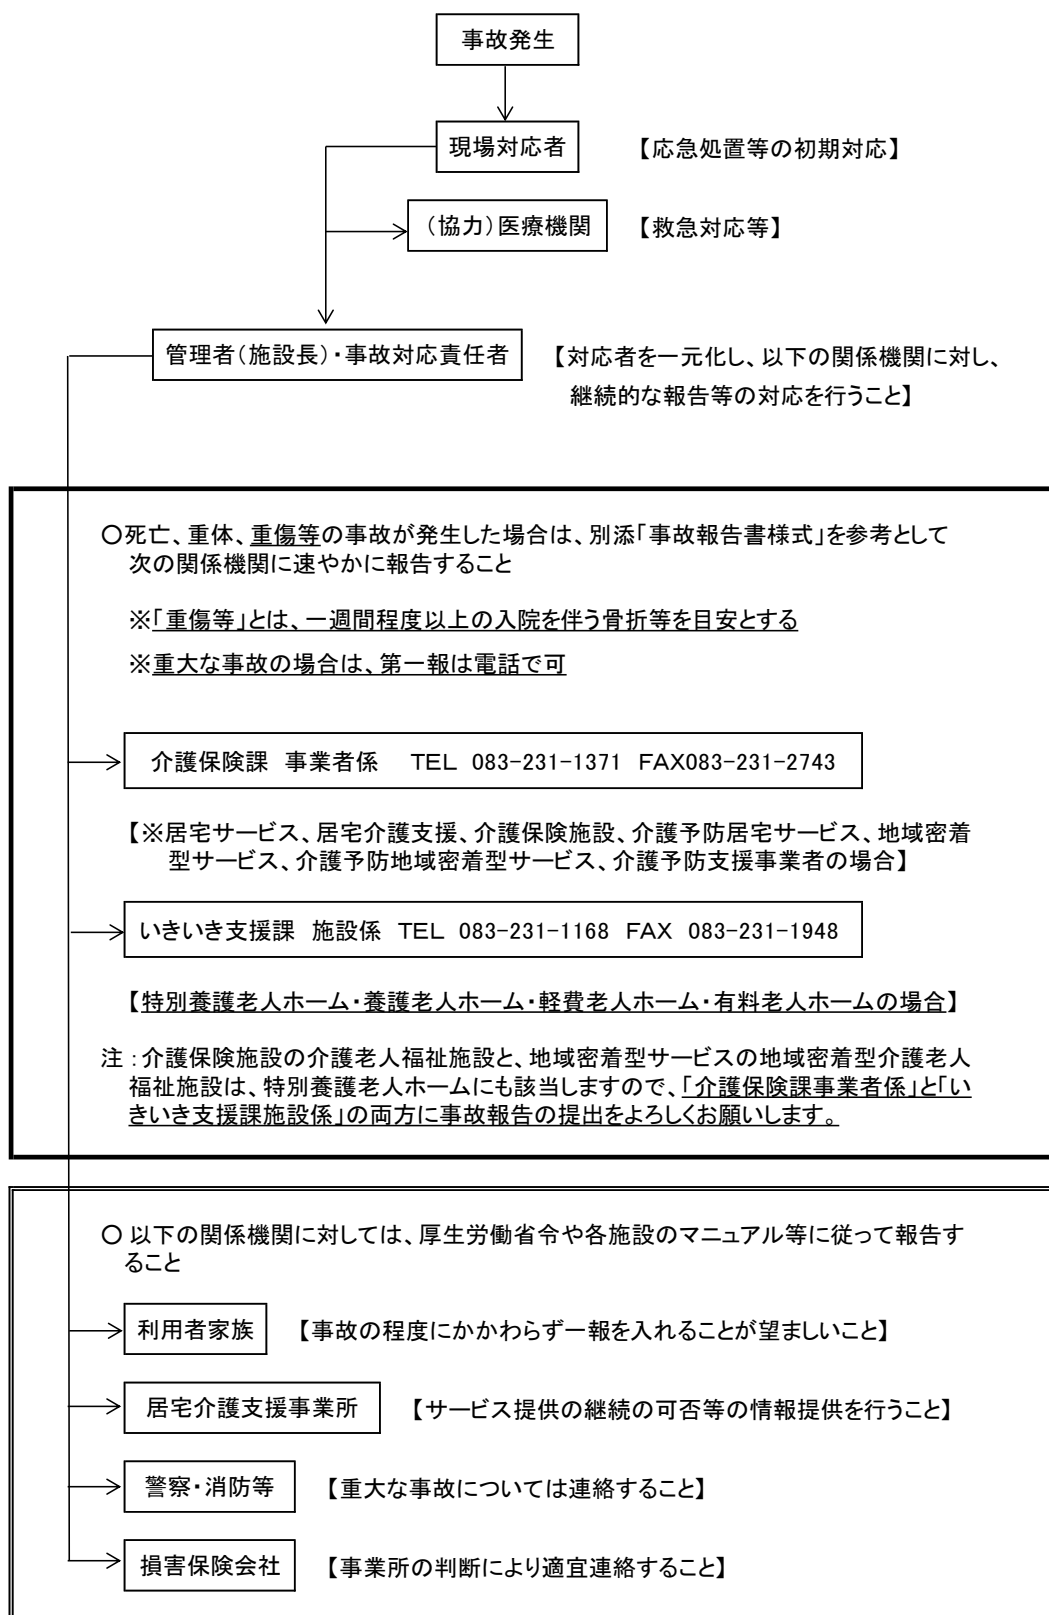 事故発生
現場対応者　【応急処置等の初期対応】
（協力）医療機関　【救急対応等】
管理者（施設長）・事故対応責任者　【対応者を一元化し、以下の関係機関に対し、
継続的な報告等の対応を行うこと】
〇死亡、重体、重傷等の事故が発生した場合は、別添「事故報告書様式」を参考として
次の関係機関に速やかに報告すること
※「重傷等」とは、一週間程度以上の入院を伴う骨折等を目安とする
※重大な事故の場合は、第一報は電話で可
介護保険課　事業者係　TEL 083-231-1371 FAX083-231-2743
【※居宅サービス、居宅介護支援、介護保険施設、介護予防居宅サービス、地域密着
型サービス、介護予防地域密着型サービス、介護予防支援事業者の場合】
いきいき支援課　施設係　TEL 083-231-1168 FAX 083-231-1948
【特別養護老人ホーム・養護老人ホーム・軽費老人ホーム・有料老人ホームの場合】
注：介護保険施設の介護老人福祉施設と、地域密着型サービスの地域密着型介護老人
福祉施設は、特別養護老人ホームにも該当しますので、「介護保険課事業者係」と「い
きいき支援課施設係」の両方に事故報告の提出をよろしくお願いします。
〇 以下の関係機関に対しては、厚生労働省令や各施設のマニュアル等に従って報告す
ること
利用者家族　【事故の程度にかかわらず一報を入れることが望ましいこと】
居宅介護支援事業所　【サービス提供の継続の可否等の情報提供を行うこと】
警察・消防等　【重大な事故については連絡すること】
損害保険会社　【事業所の判断により適宜連絡すること】